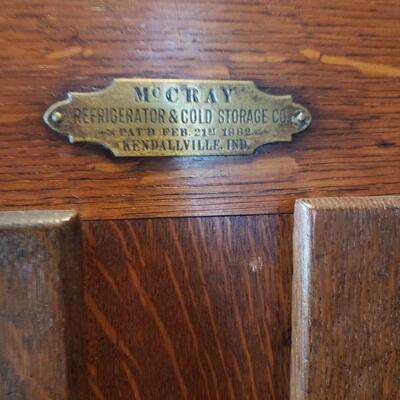 McCRAY
REFRIGERATOR & COLD STORAGE CO.
PAT'D FEB. 21ST 1882.
KENDALLVILLE, IND.